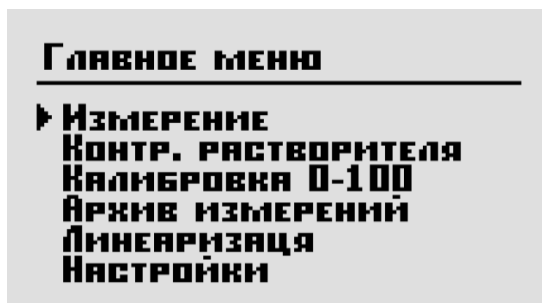 Главное меню
Измерение
Контр. растворителя
Калибровка 0-100
Архив измерений
Линеаризаця
Настройки